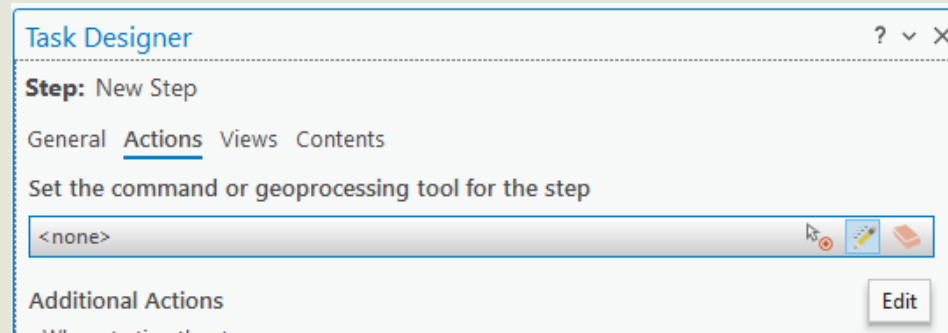 Task Designer ?
Step: New Step
General Actions Views Contents
Set the command or geoprocessing tool for the step
<none>
Additional Actions
Edit